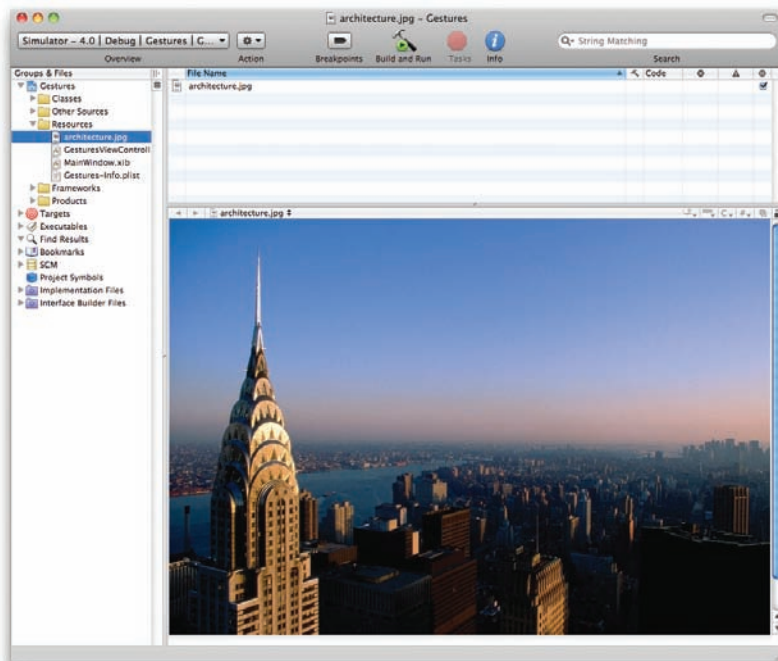 architecture.jpg – Gestures
Simulator – 4.0 | Debug | Gestures | G...
Overview
Action
Breakpoints
Build and Run
Tasks
Info
String Matching
Search
Groups & Files
Gestures
Classes
Other Sources
Resources
architecture.jpg
GesturesViewControll
MainWindow.xib
Gestures-Info.plist
Frameworks
Products
Targets
Executables
Find Results
Bookmarks
SCM
Project Symbols
Implementation Files
Interface Builder Files
File Name
Code
architecture.jpg
architecture.jpg
C
#